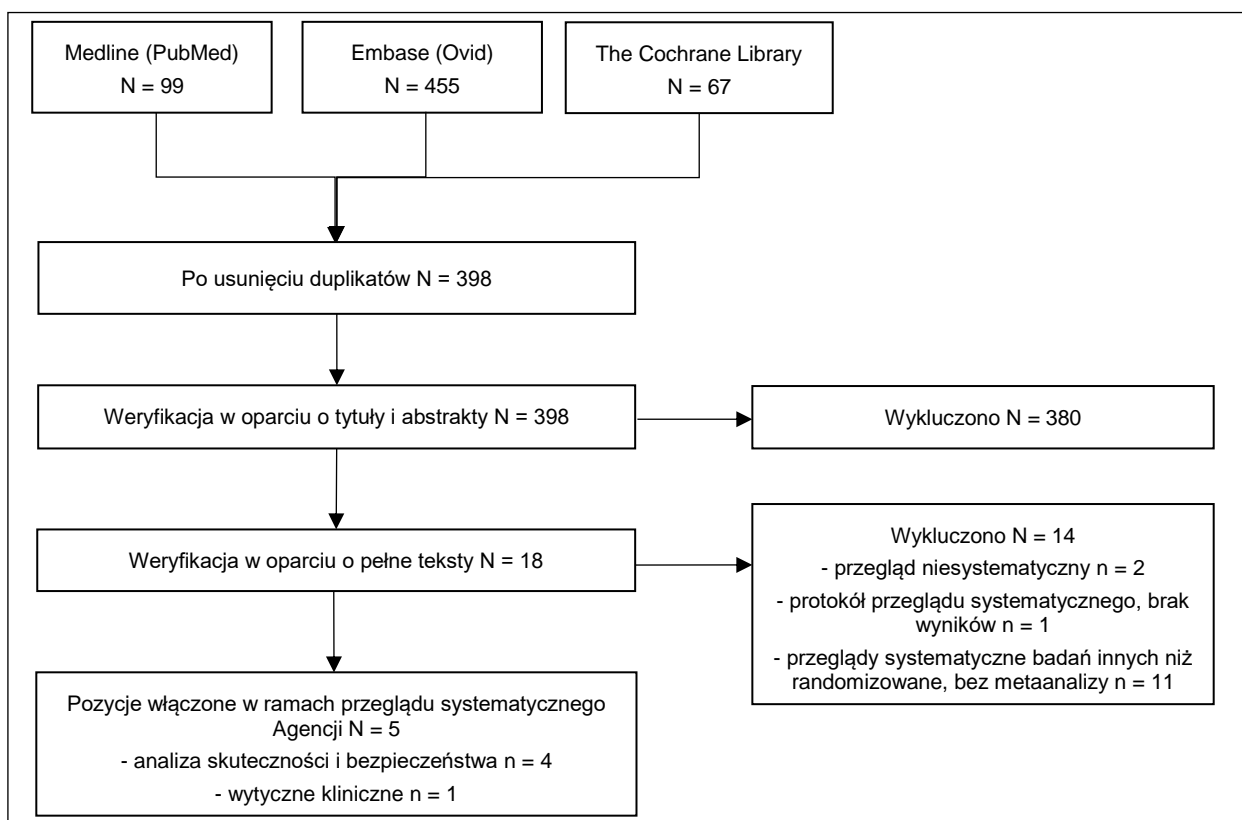 Medline (PubMed)
N = 99
Embase (Ovid)
N = 455
The Cochrane Library
N = 67
Po usunięciu duplikatów N = 398
Weryfikacja w oparciu o tytuły i abstrakty N = 398
Wykluczono N = 380
Weryfikacja w oparciu o pełne teksty N = 18
Wykluczono N = 14
- przegląd niesystematyczny n = 2
- protokół przeglądu systematycznego, brak
wyników n = 1
- przeglądy systematyczne badań innych niż
randomizowane, bez metaanalizy n = 11
Pozycje włączone w ramach przeglądu systematycznego
Agencji N = 5
- analiza skuteczności i bezpieczeństwa n = 4
- wytyczne kliniczne n = 1